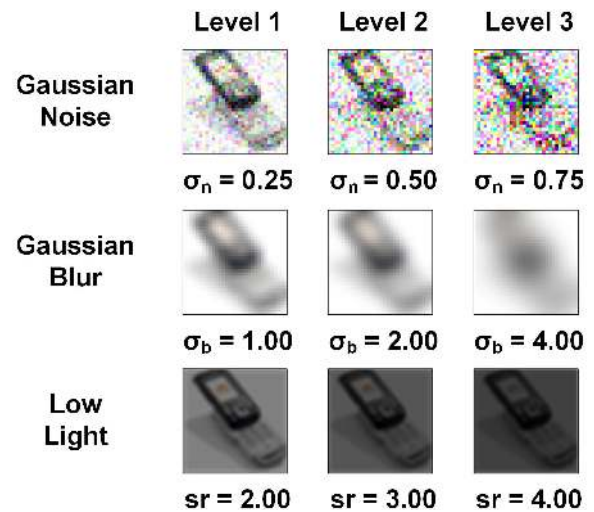 Level 1 Level 2 Level 3
Gaussian
Noise
σn = 0.25 σn = 0.50 σn = 0.75
Gaussian
Blur
σb = 1.00 σb = 2.00 σb = 4.00
Low
Light
sr = 2.00 sr = 3.00 sr = 4.00